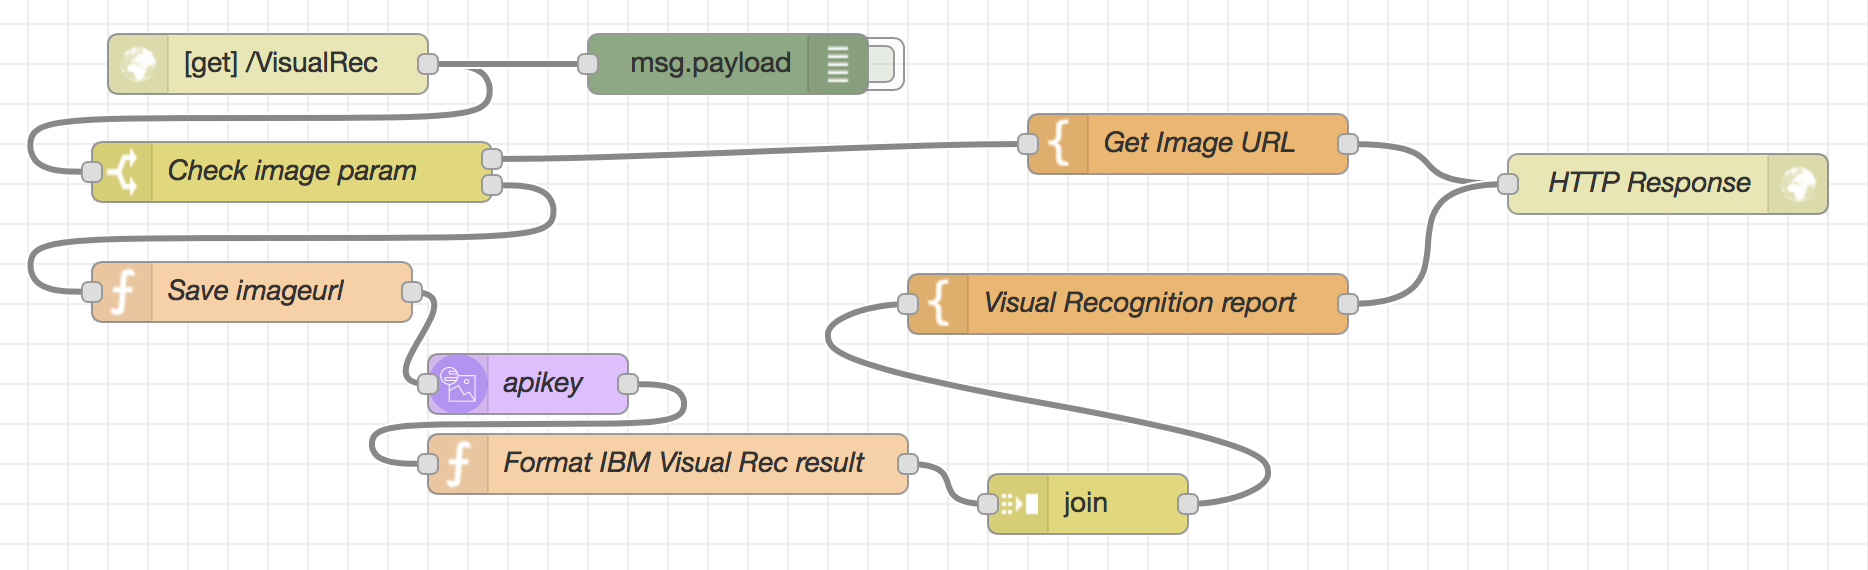 [get] /VisualRec
msg.payload
Check image param
Get Image URL
HTTP Response
Save imageurl
Visual Recognition report
apikey
Format IBM Visual Rec result
join